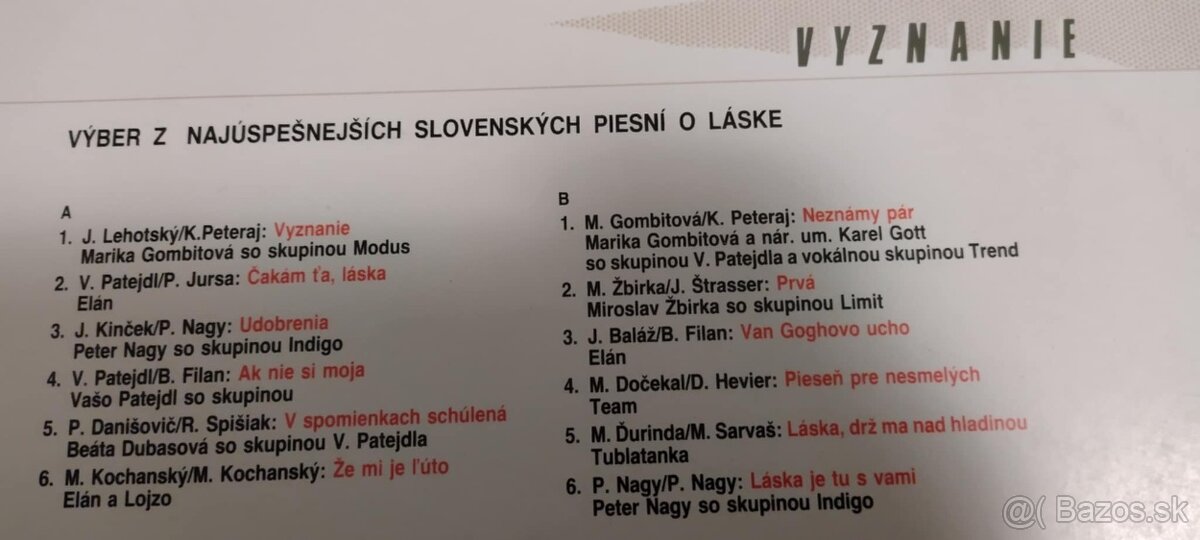 VYZNANIE
VÝBER Z NAJÚSPEŠNEJŠÍCH SLOVENSKÝCH PIESNÍ O LÁSKE
A
1. J. Lehotský/K.Peteraj: Vyznanie
Marika Gombitová so skupinou Modus
2. V. Patejdl/P. Jursa: Čakám ťa, láska
Elán
3. J. Kinček/P. Nagy: Udobrenia
Peter Nagy so skupinou Indigo
4. V. Patejdl/B. Filan: Ak nie si moja
Vašo Patejdl so skupinou
5. P. Danišovič/R. Spišiak: V spomienkach schúlená
Beáta Dubasová so skupinou V. Patejdla
6. M. Kochanský/M. Kochanský: Že mi je ľúto
Elán a Lojzo
B
1. M. Gombitová/K. Peteraj: Neznámy pár
Marika Gombitová a nár. um. Karel Gott
so skupinou V. Patejdla a vokálnou skupinou Trend
2. M. Žbirka/J. Štrasser: Prvá
Miroslav Žbirka so skupinou Limit
3. J. Baláž/B. Filan: Van Goghovo ucho
Elán
4. M. Dočekal/D. Hevier: Pieseň pre nesmelých
Team
5. M. Ďurinda/M. Sarvaš: Láska, drž ma nad hladinou
Tublatanka
6. P. Nagy/P. Nagy: Láska je tu s vami
Peter Nagy so skupinou Indigo
@( Bazos.sk